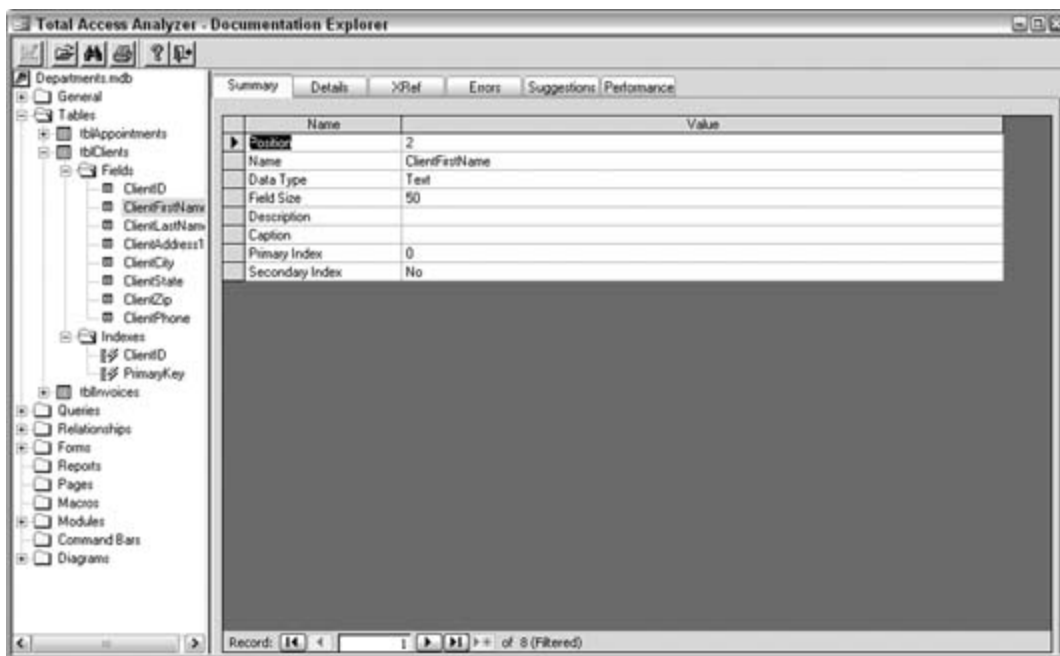 Total Access Analyzer - Documentation Explorer
Departments.mdb
General
Tables
tblAppointments
tblClients
Fields
ClientID
ClientFirstName
ClientLastName
ClientAddress1
ClientCity
ClientState
ClientZip
ClientPhone
Indexes
ClientID
PrimaryKey
tblInvoices
Queries
Relationships
Forms
Reports
Pages
Macros
Modules
Command Bars
Diagrams
Summary Details XRef Errors Suggestions Performance
Name Value
Position 2
Name ClientFirstName
Data Type Text
Field Size 50
Description
Caption
Primary Index 0
Secondary Index No
Record: 1 of 8 (Filtered)